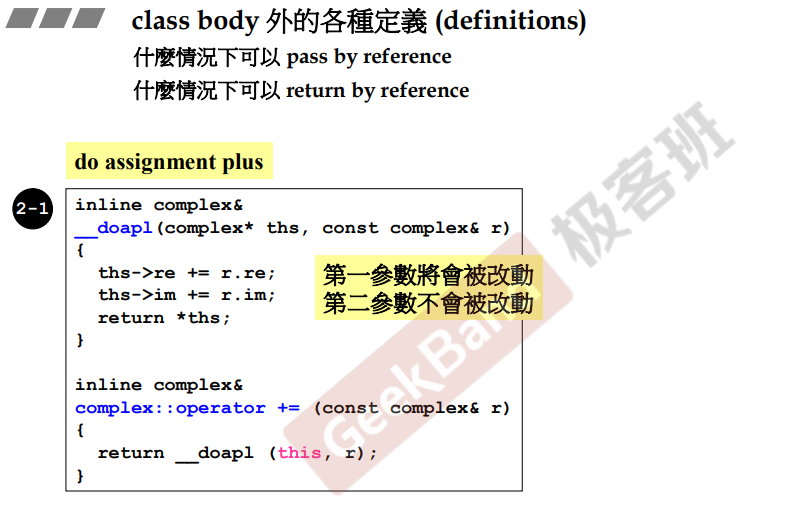 class body 外的各種定義 (definitions)
什麼情況下可以 pass by reference
什麼情況下可以 return by reference
do assignment plus
2-1
inline complex&
__doapl(complex* ths, const complex& r)
{
ths->re += r.re;
ths->im += r.im;
return *ths;
}
第一參數將會被改動
第二參數不會被改動
inline complex&
complex::operator += (const complex& r)
{
return __doapl (this, r);
}
GeekBand 极客班